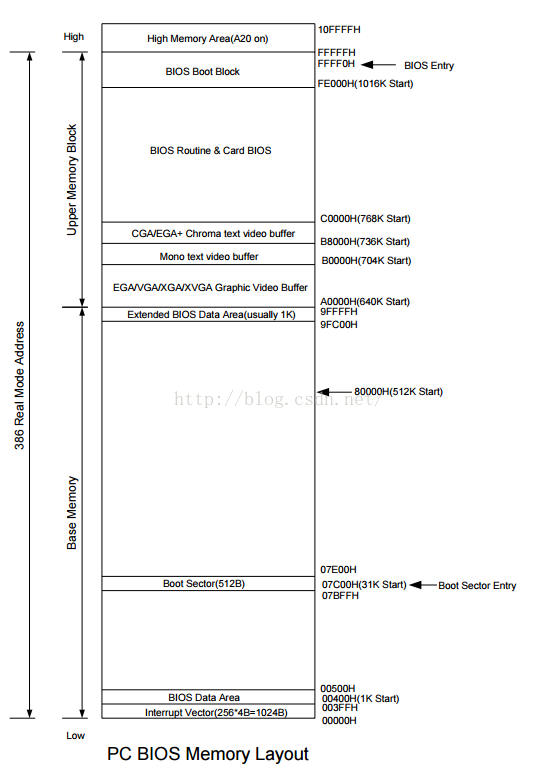 High
High Memory Area(A20 on)
10FFFFH
FFFFFH
FFFF0H
BIOS Entry
BIOS Boot Block
FE000H(1016K Start)
Upper Memory Block
BIOS Routine & Card BIOS
C0000H(768K Start)
CGA/EGA+ Chroma text video buffer
B8000H(736K Start)
Mono text video buffer
B0000H(704K Start)
EGA/VGA/XGA/XVGA Graphic Video Buffer
A0000H(640K Start)
9FFFFH
Extended BIOS Data Area(usually 1K)
9FC00H
386 Real Mode Address
80000H(512K Start)
http://blog.csdn.net/
Base Memory
07E00H
Boot Sector(512B)
07C00H(31K Start)
Boot Sector Entry
07BFFH
00500H
BIOS Data Area
00400H(1K Start)
003FFH
Interrupt Vector(256*4B=1024B)
00000H
Low
PC BIOS Memory Layout